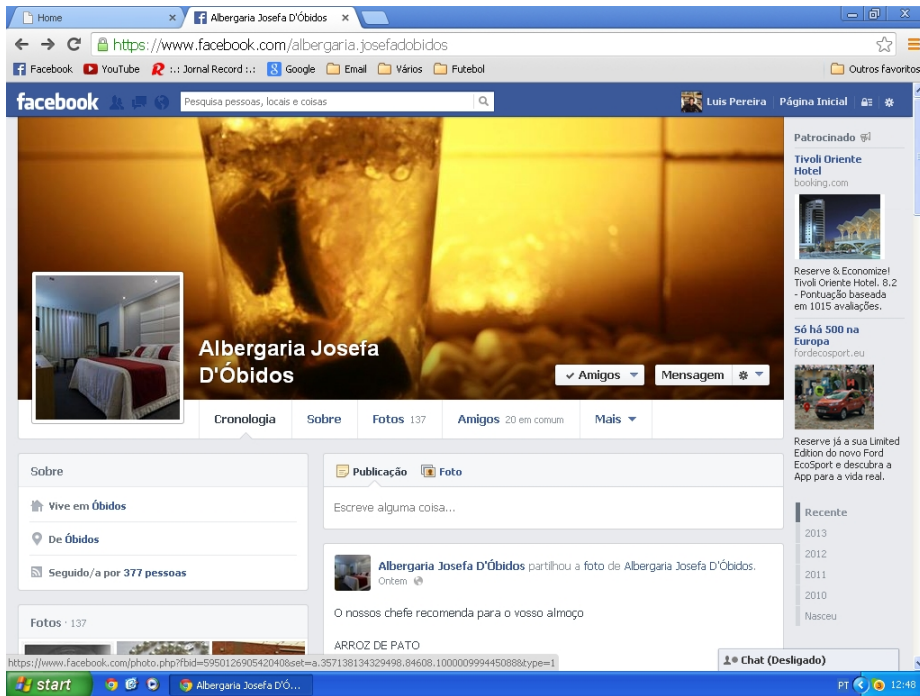 Home
Albergaria Josefa D'Óbidos
https://www.facebook.com/albergaria.josefadobidos
Facebook YouTube .:: Jornal Record :.: Google Email Vários Futebol Outros favoritos
facebook Pesquisa pessoas, locais e coisas Luis Pereira Página Inicial
Albergaria Josefa
D'Óbidos
Amigos Mensagem
Cronologia Sobre Fotos 137 Amigos 20 em comum Mais
Sobre
Vive em Óbidos
De Óbidos
Seguido/a por 377 pessoas
Fotos · 137
Publicação Foto
Escreve alguma coisa...
Albergaria Josefa D'Óbidos partilhou a foto de Albergaria Josefa D'Óbidos.
Ontem
O nossos chefe recomenda para o vosso almoço
ARROZ DE PATO
Patrocinado
Tivoli Oriente
Hotel
booking.com
Reserve & Economize!
Tivoli Oriente Hotel. 8.2
- Pontuação baseada
em 1015 avaliações.
Só há 500 na
Europa
fordecosport.eu
Reserve já a sua Limited
Edition do novo Ford
EcoSport e descubra a
App para a vida real.
Recente
2013
2012
2011
2010
Nasceu
https://www.facebook.com/photo.php?fbid=595012690542040&set=a.357138134329498.84608.100000999445088&type=1
Chat (Desligado)
start Albergaria Josefa D'Ó... PT 12:48